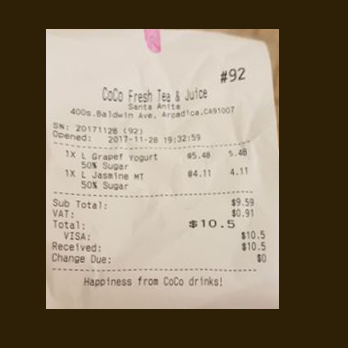 #92
CoCo Fresh Tea & Juice
Santa Anita
400s.Baldwin Ave, Arcadica,CA91007
SN: 20171128 (92)
Opened: 2017-11-28 19:32:59
1X L Grapef Yogurt @5.48 5.48
50% Sugar
1X L Jasmine MT @4.11 4.11
50% Sugar
Sub Total: $9.59
VAT: $0.91
Total: $10.5
VISA: $10.5
Received: $10.5
Change Due: $0
Happiness from CoCo drinks!